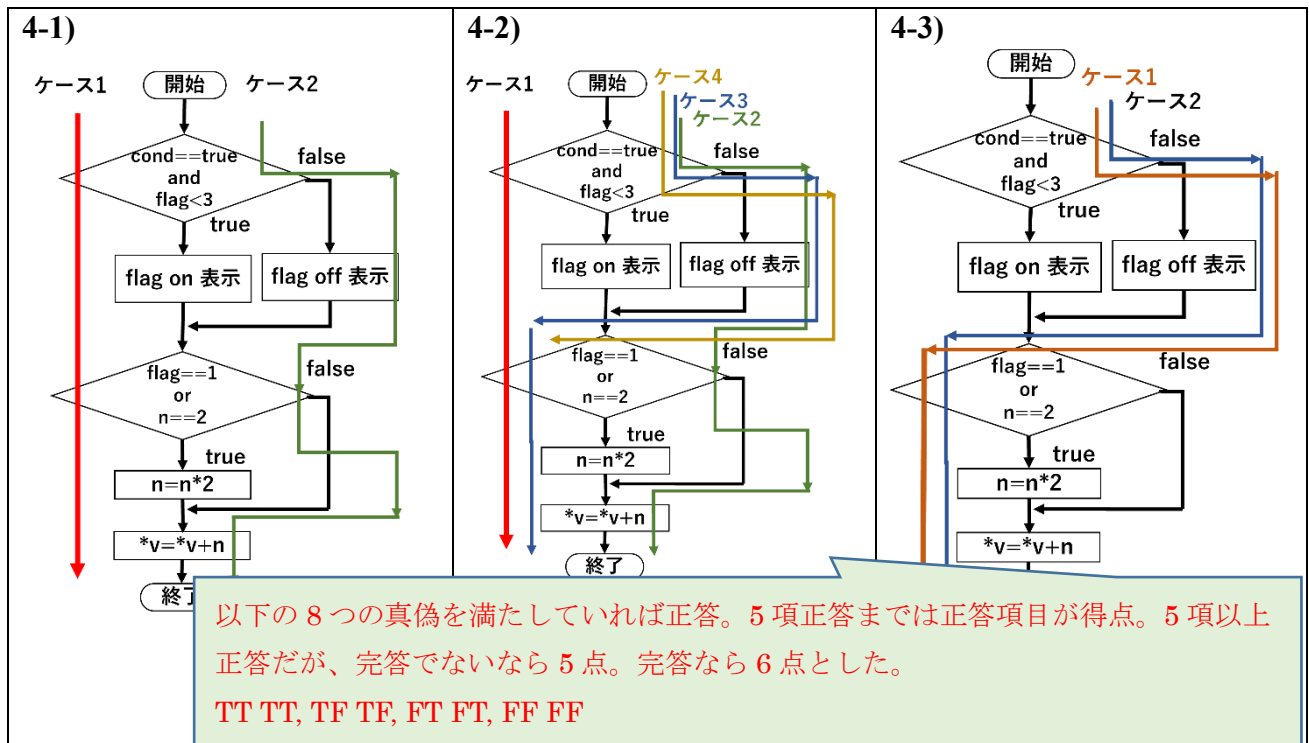 4-1)
ケース1
開始
ケース2
cond==true
and
flag<3
false
true
flag on 表示
flag off 表示
flag==1
or
n==2
false
true
n=n*2
*v=*v+n
4-2)
ケース1
開始
ケース4
ケース3
ケース2
cond==true
and
flag<3
false
true
flag on 表示
flag off 表示
flag==1
or
n==2
false
true
n=n*2
*v=*v+n
終了
4-3)
開始
ケース1
ケース2
cond==true
and
flag<3
false
true
flag on 表示
flag off 表示
flag==1
or
n==2
false
true
n=n*2
*v=*v+n
以下の 8 つの真偽を満たしていれば正答。5 項正答までは正答項目が得点。5 項以上
正答だが、完答でないなら 5 点。完答なら 6 点とした。
TT TT, TF TF, FT FT, FF FF